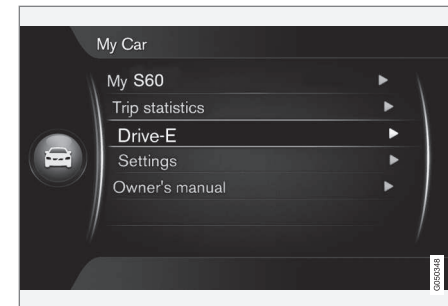 My Car
My S60
Trip statistics
Drive-E
Settings
Owner's manual
G050348